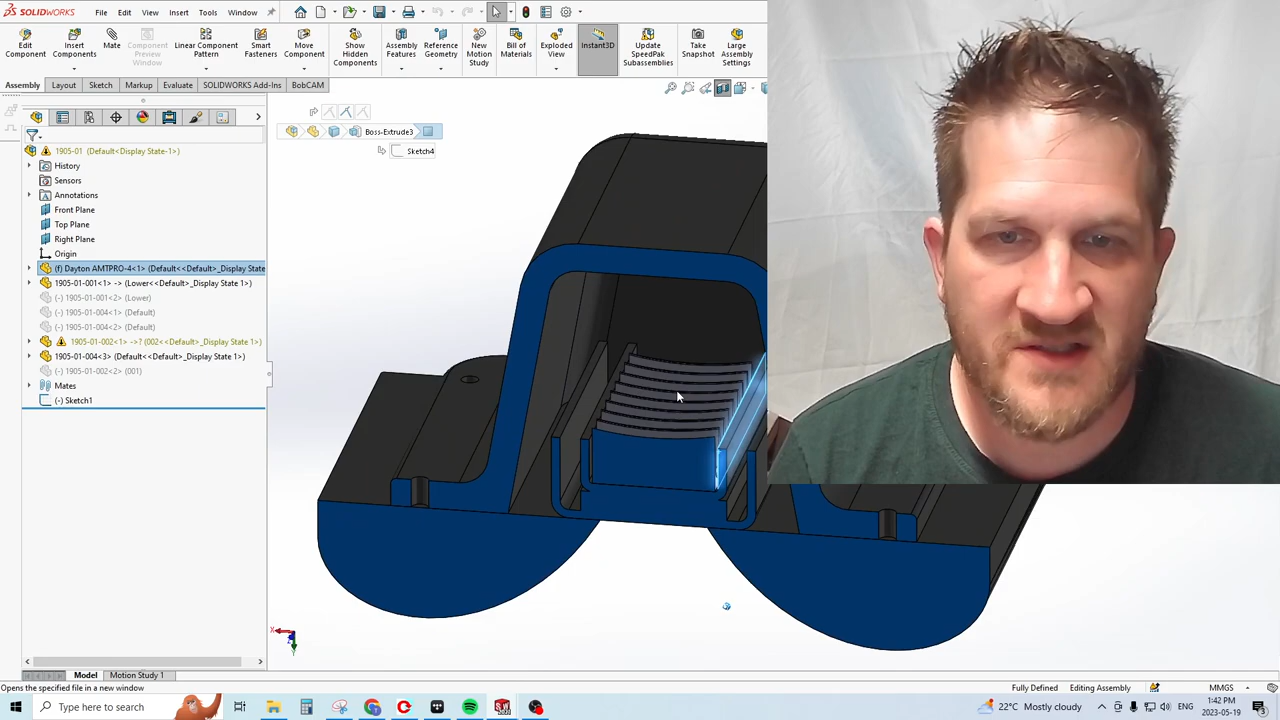 SOLIDWORKS
File
Edit
View
Insert
Tools
Window
Edit
Component
Insert
Components
Mate
Component
Preview
Window
Linear Component
Pattern
Smart
Fasteners
Move
Component
Show
Hidden
Components
Assembly
Features
Reference
Geometry
New
Motion
Study
Bill of
Materials
Exploded
View
Instant3D
Update
SpeedPak
Subassemblies
Take
Snapshot
Large
Assembly
Settings
Assembly
Layout
Sketch
Markup
Evaluate
SOLIDWORKS Add-Ins
BobCAM
Boss-Extrude3
Sketch4
1905-01 (Default<Display State-1>)
History
Sensors
Annotations
Front Plane
Top Plane
Right Plane
Origin
(f) Dayton AMTPRO-4<1> (Default<<Default>_Display State
1905-01-001<1> -> (Lower<<Default>_Display State 1>)
(-) 1905-01-001<2> (Lower)
(-) 1905-01-004<1> (Default)
(-) 1905-01-004<2> (Default)
1905-01-002<1> ->? (002<<Default>_Display State 1>)
1905-01-004<3> (Default<<Default>_Display State 1>)
(-) 1905-01-002<2> (001)
Mates
(-) Sketch1
X
Y
Model
Motion Study 1
Opens the specified file in a new window
Fully Defined
Editing Assembly
MMGS
Type here to search
22°C Mostly cloudy
ENG
1:42 PM
2023-05-19